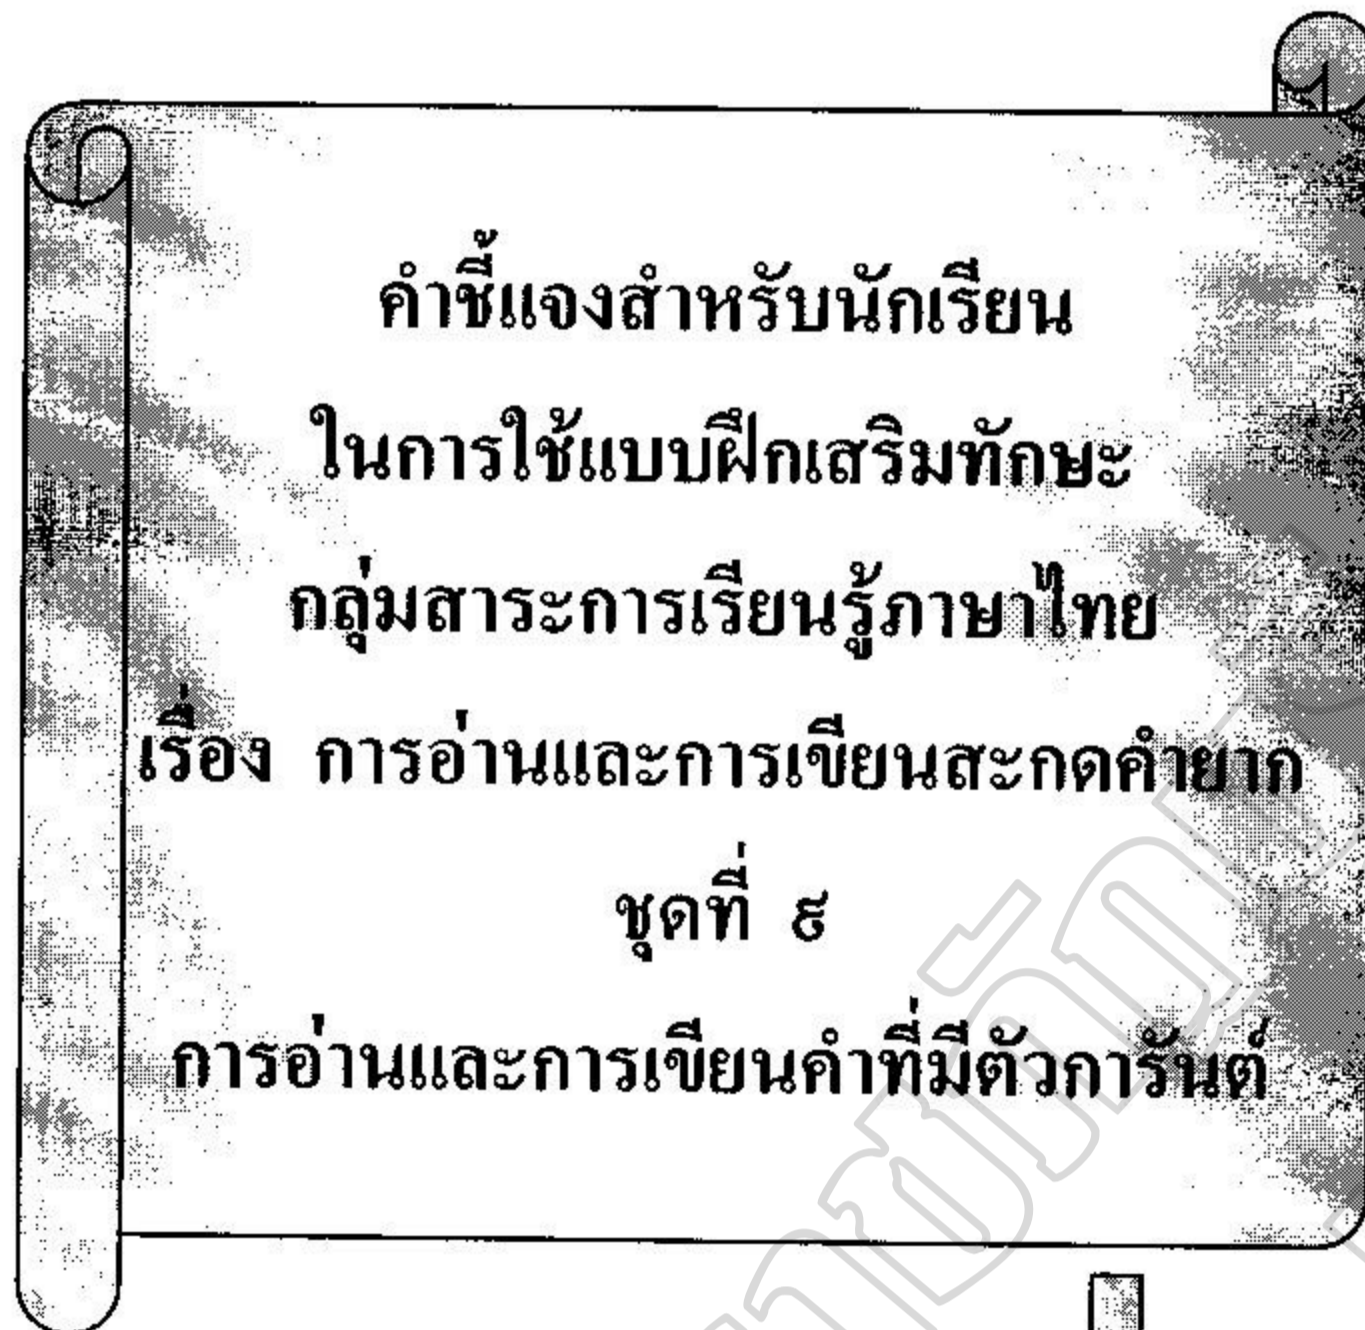 คำชี้แจงสำหรับนักเรียน
ในการใช้แบบฝึกเสริมทักษะ
กลุ่มสาระการเรียนรู้ภาษาไทย
เรื่อง การอ่านและการเขียนสะกดคำยาก
ชุดที่ ๙
การอ่านและการเขียนคำที่มีตัวการันต์